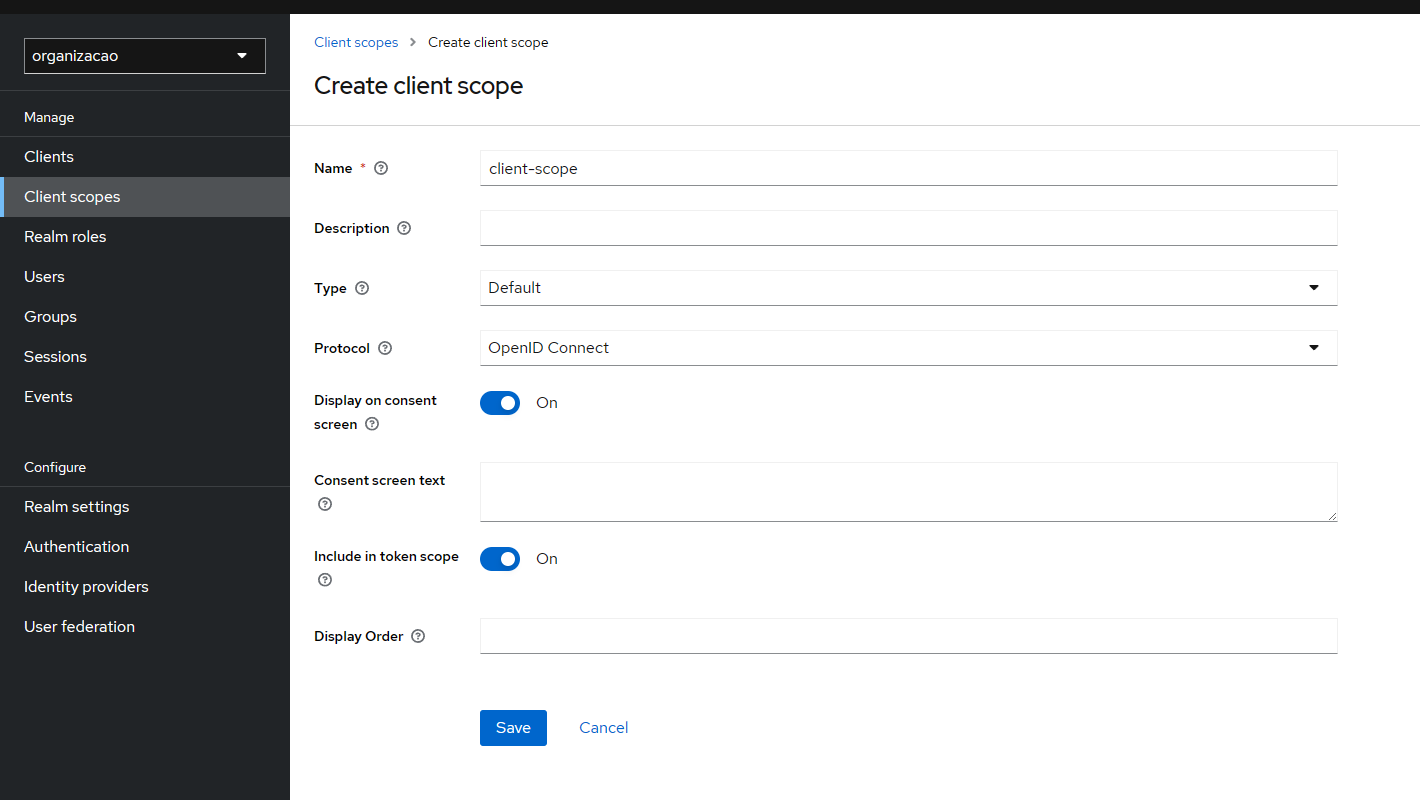 organizacao
Manage
Clients
Client scopes
Realm roles
Users
Groups
Sessions
Events
Configure
Realm settings
Authentication
Identity providers
User federation
Client scopes > Create client scope
Create client scope
Name *
client-scope
Description
Type
Default
Protocol
OpenID Connect
Display on consent
screen
On
Consent screen text
Include in token scope
On
Display Order
Save
Cancel